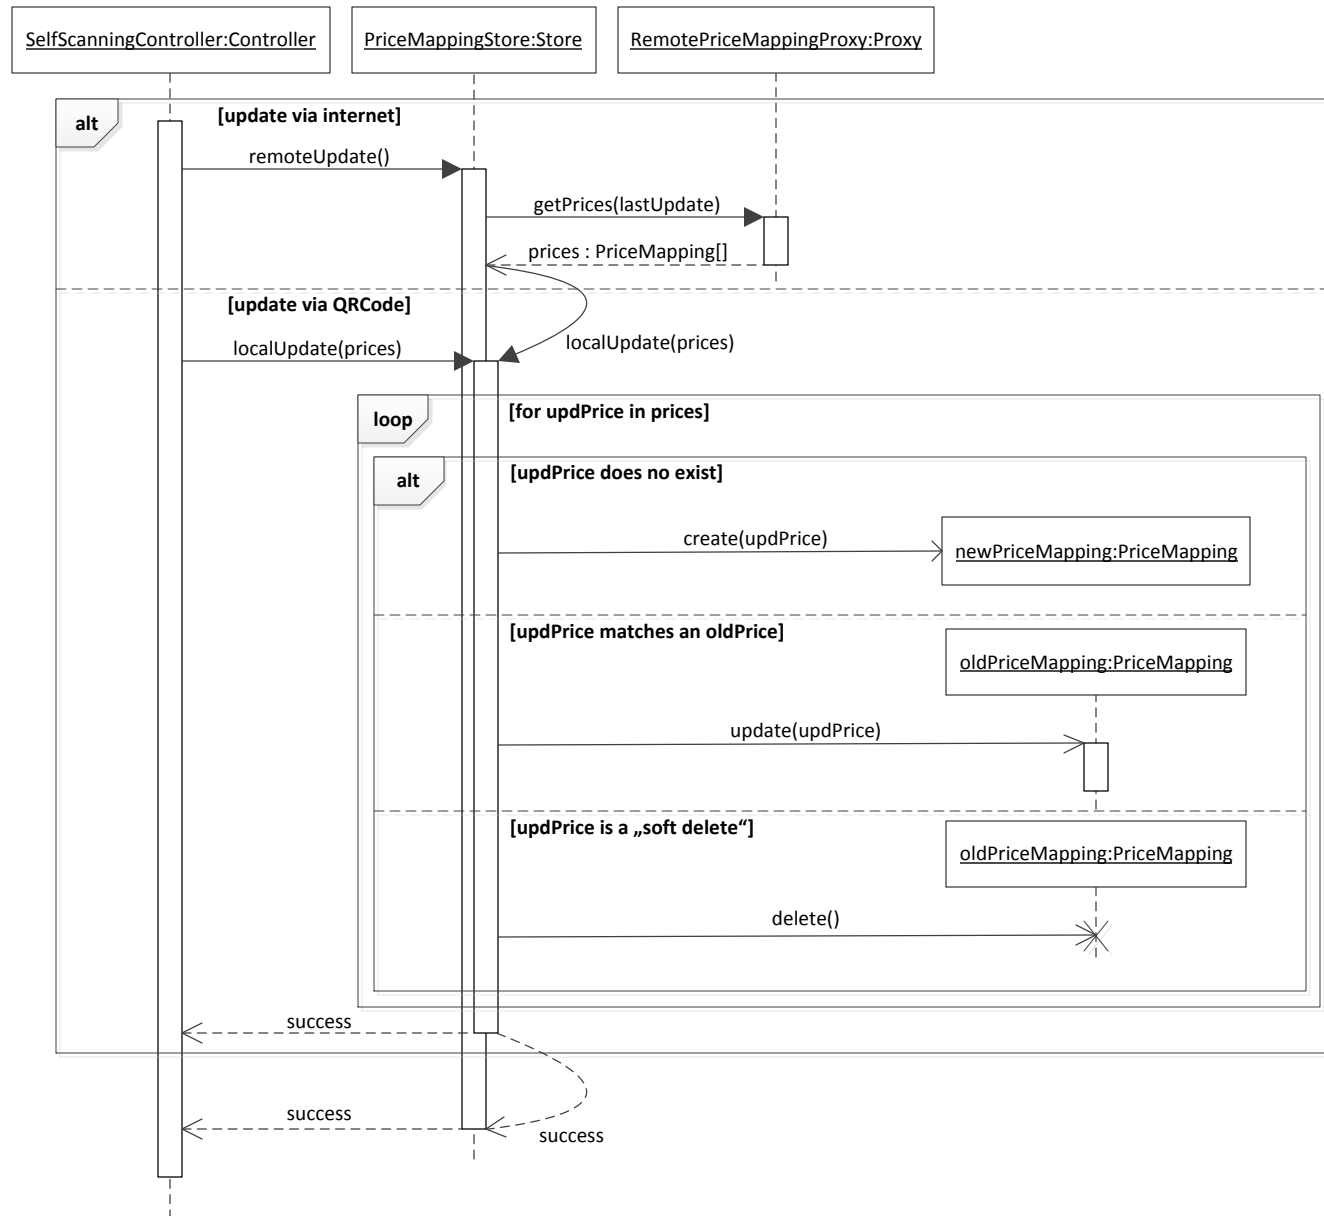 SelfScanningController:Controller
PriceMappingStore:Store
RemotePriceMappingProxy:Proxy
alt
[update via internet]
remoteUpdate()
getPrices(lastUpdate)
prices : PriceMapping[]
[update via QRCode]
localUpdate(prices)
localUpdate(prices)
loop
[for updPrice in prices]
alt
[updPrice does no exist]
create(updPrice)
newPriceMapping:PriceMapping
[updPrice matches an oldPrice]
oldPriceMapping:PriceMapping
update(updPrice)
[updPrice is a „soft delete“]
oldPriceMapping:PriceMapping
delete()
success
success
success